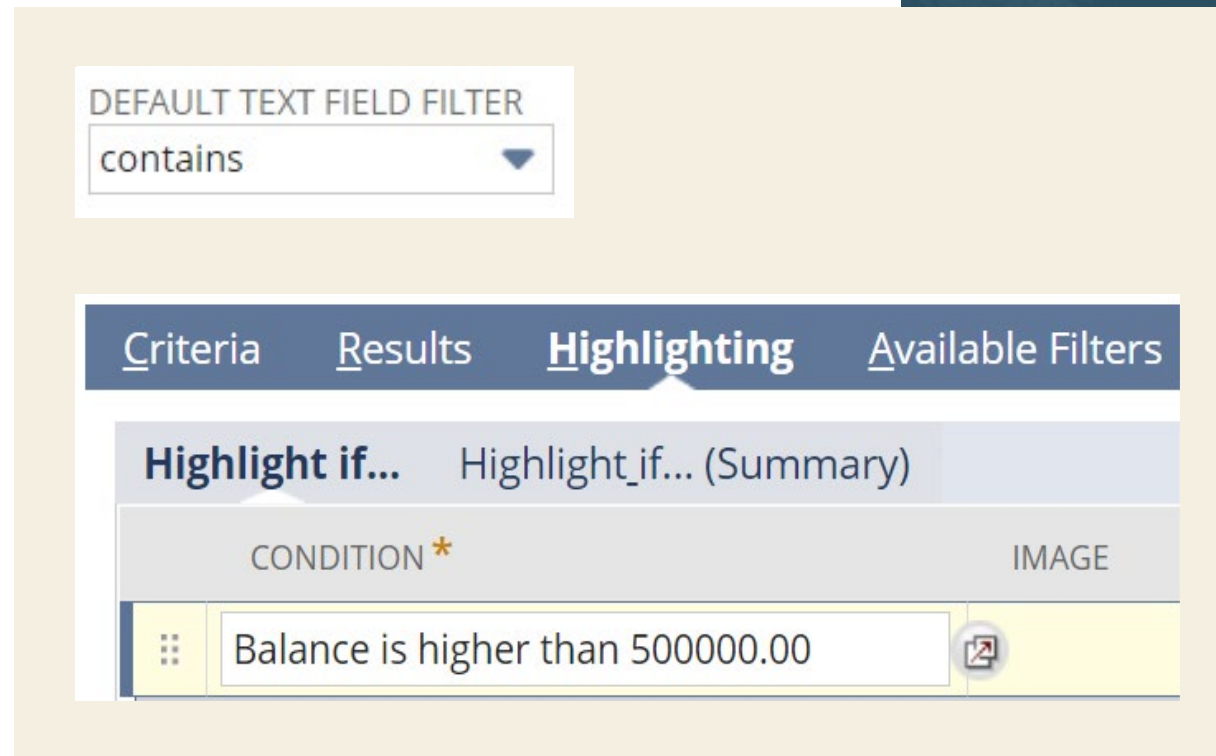 DEFAULT TEXT FIELD FILTER
contains
Criteria Results Highlighting Available Filters
Highlight if... Highlight if... (Summary)
CONDITION * IMAGE
Balance is higher than 500000.00